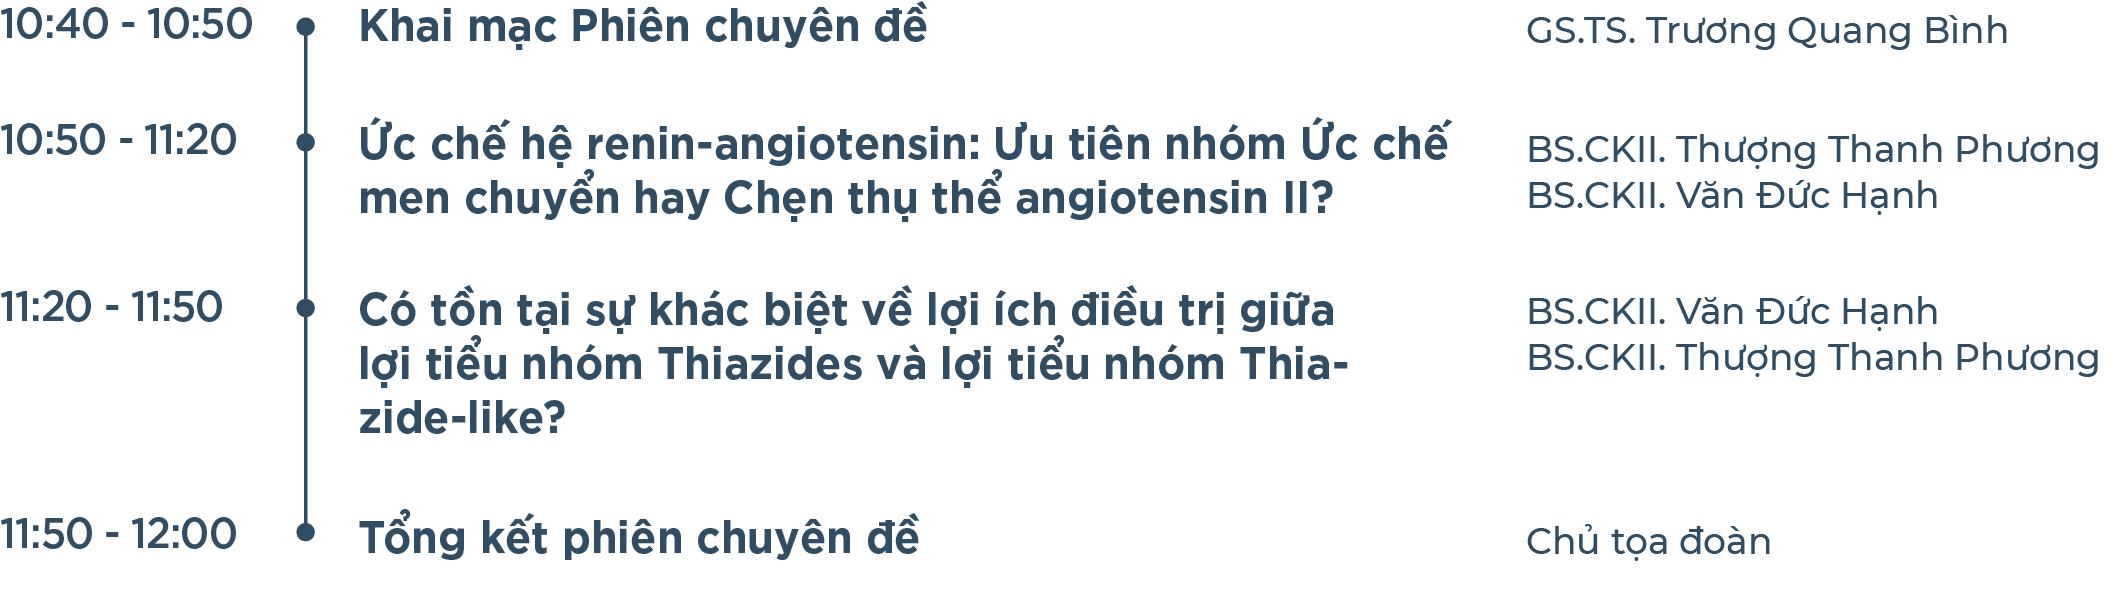 10:40 - 10:50 Khai mạc Phiên chuyên đề GS.TS. Trương Quang Bình
10:50 - 11:20 Ức chế hệ renin-angiotensin: Ưu tiên nhóm Ức chế BS.CKII. Thượng Thanh Phương
men chuyển hay Chẹn thụ thể angiotensin II? BS.CKII. Văn Đức Hạnh
11:20 - 11:50 Có tồn tại sự khác biệt về lợi ích điều trị giữa BS.CKII. Văn Đức Hạnh
lợi tiểu nhóm Thiazides và lợi tiểu nhóm Thia- BS.CKII. Thượng Thanh Phương
zide-like?
11:50 - 12:00 Tổng kết phiên chuyên đề Chủ tọa đoàn